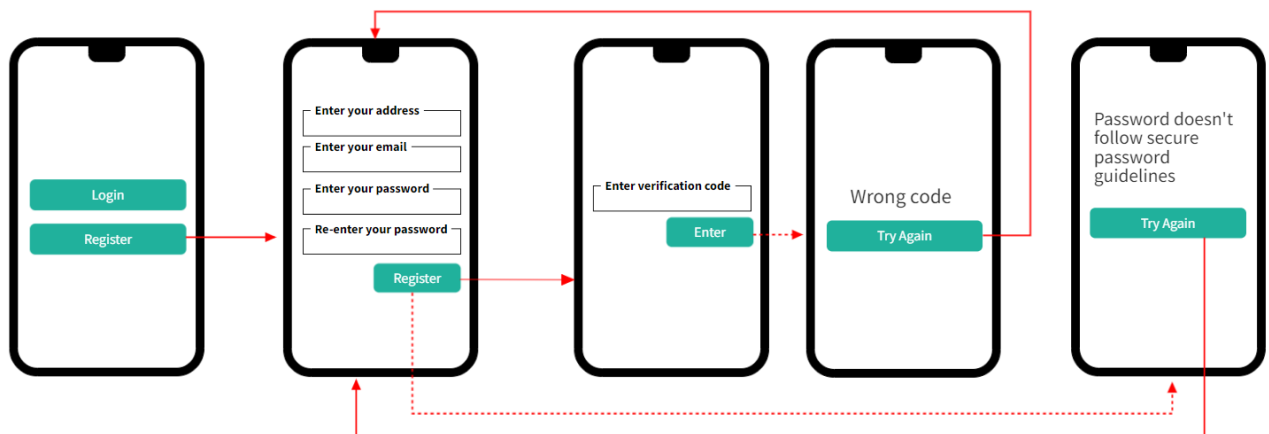 Login
Register
Enter your address
Enter your email
Enter your password
Re-enter your password
Register
Enter verification code
Enter
Wrong code
Try Again
Password doesn't
follow secure
password
guidelines
Try Again